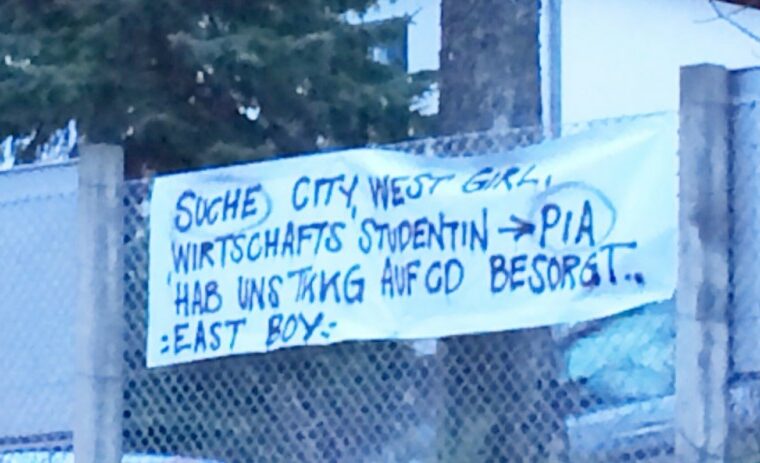 SUCHE CITY, WEST GIRL,
WIRTSCHAFTS STUDENTIN → PIA
'HAB UNS TKKG AUF CD BESORGT..
:EAST BOY: